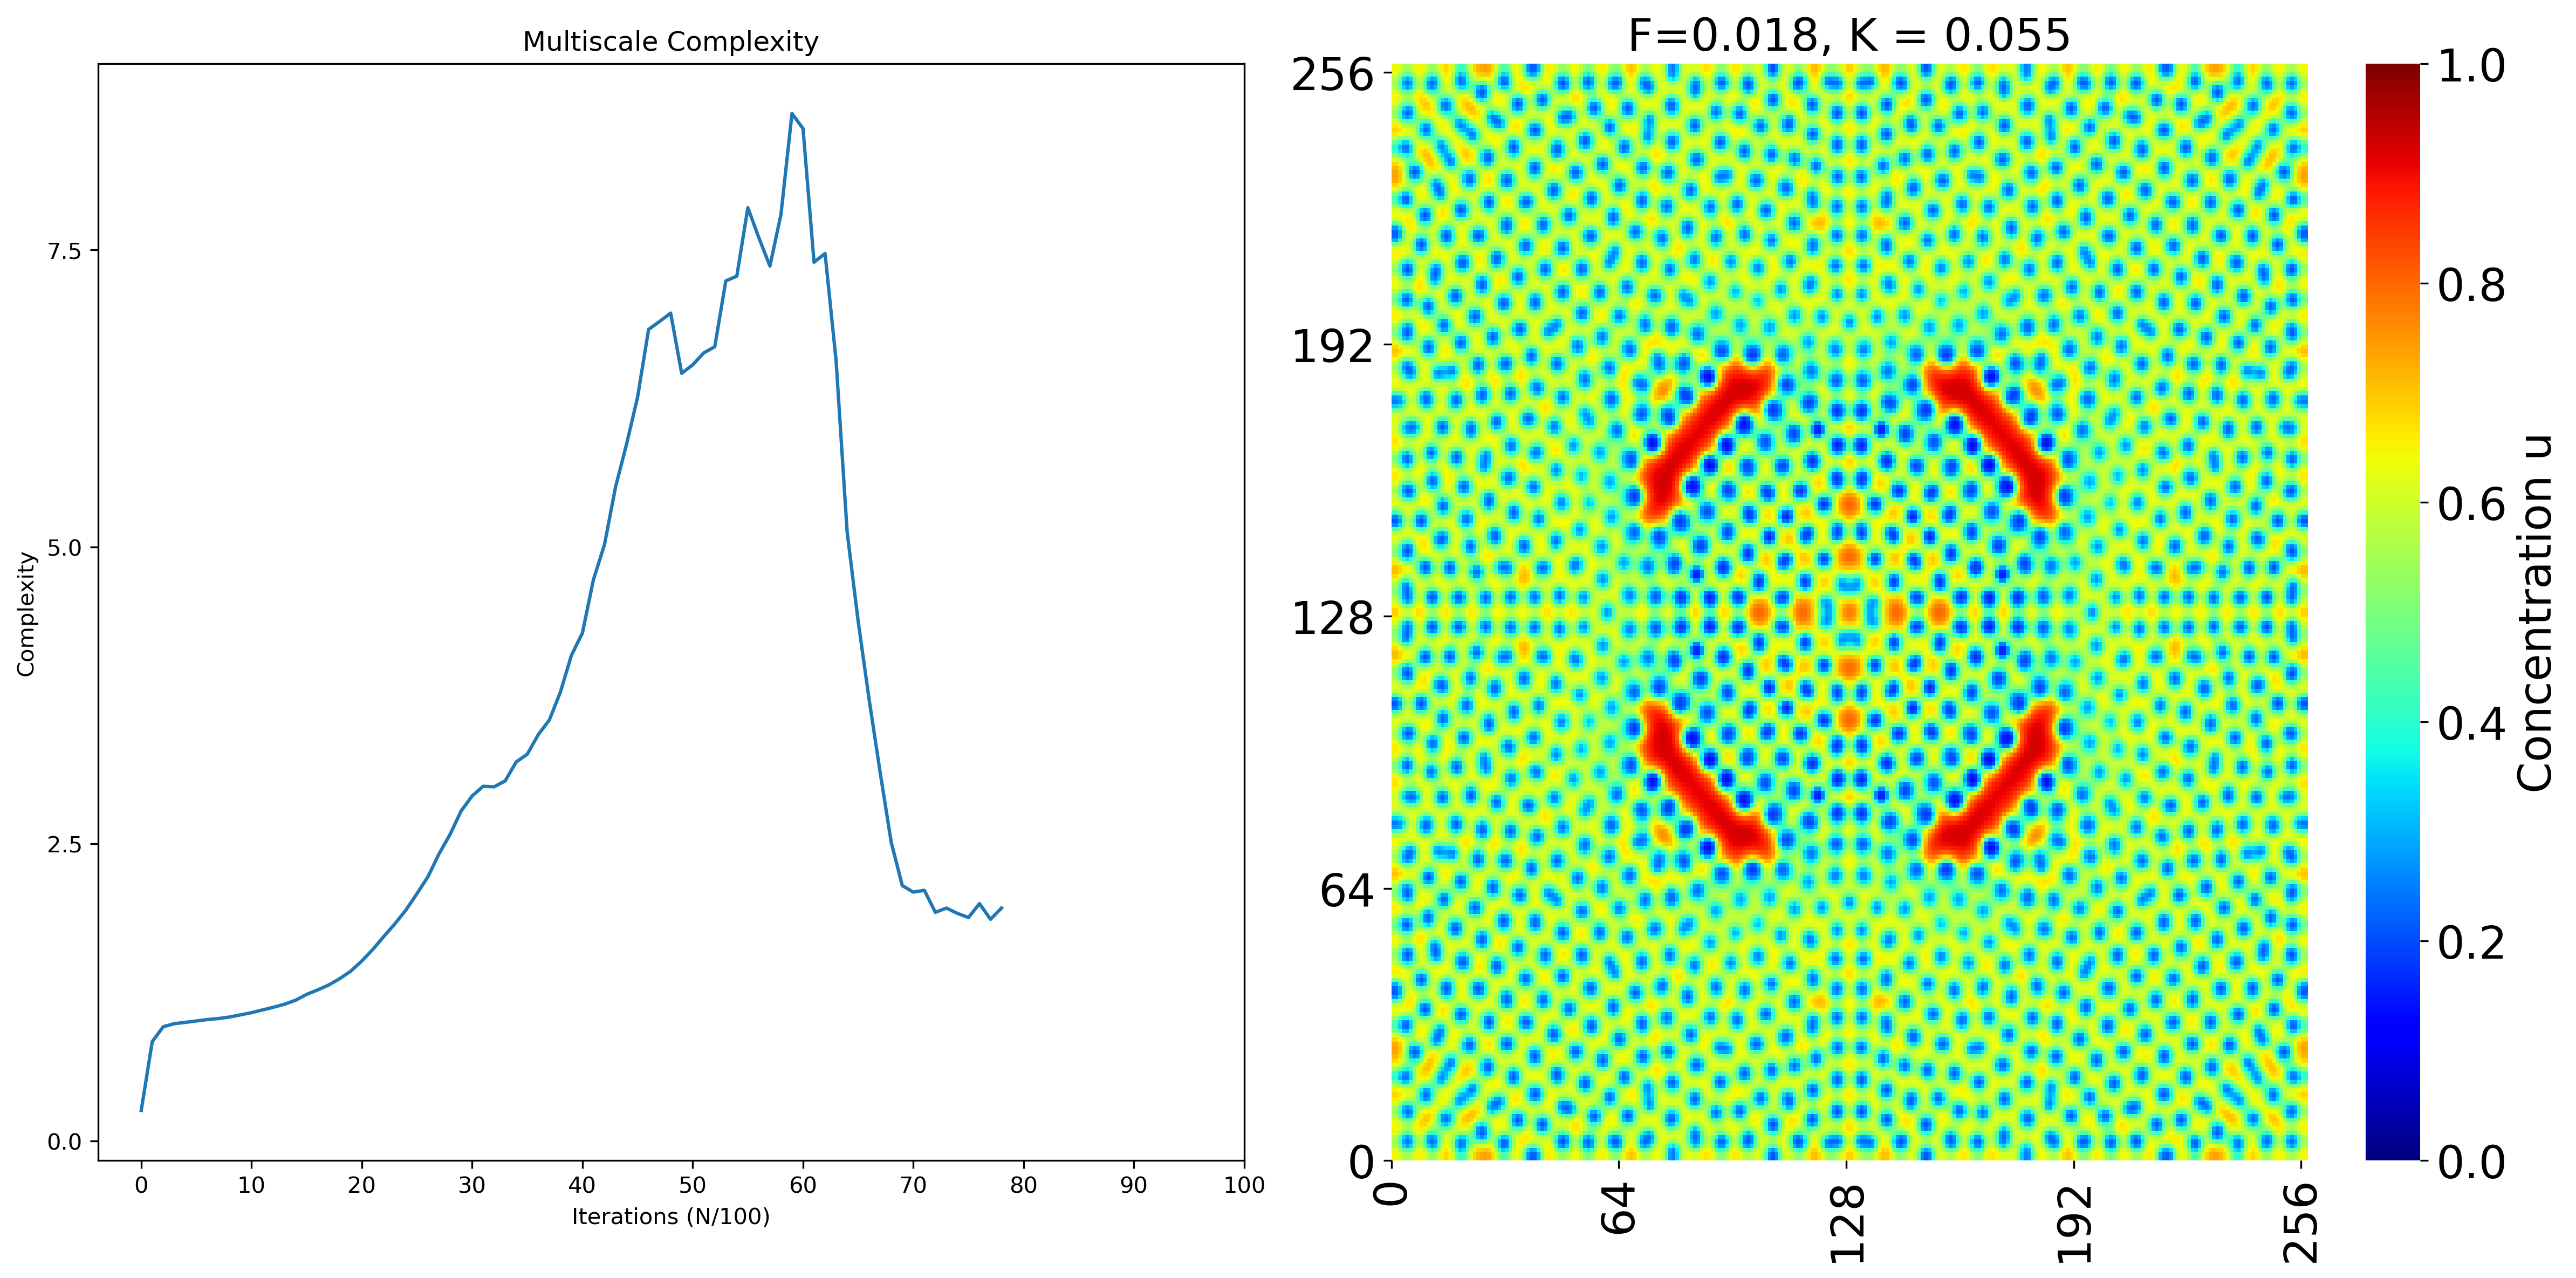 Multiscale Complexity
7.5
5.0
2.5
0.0
Complexity
0 10 20 30 40 50 60 70 80 90 100
Iterations (N/100)
F=0.018, K = 0.055
256
192
128
64
0
0 64 128 192 256
1.0
0.8
0.6
0.4
0.2
0.0
Concentration u